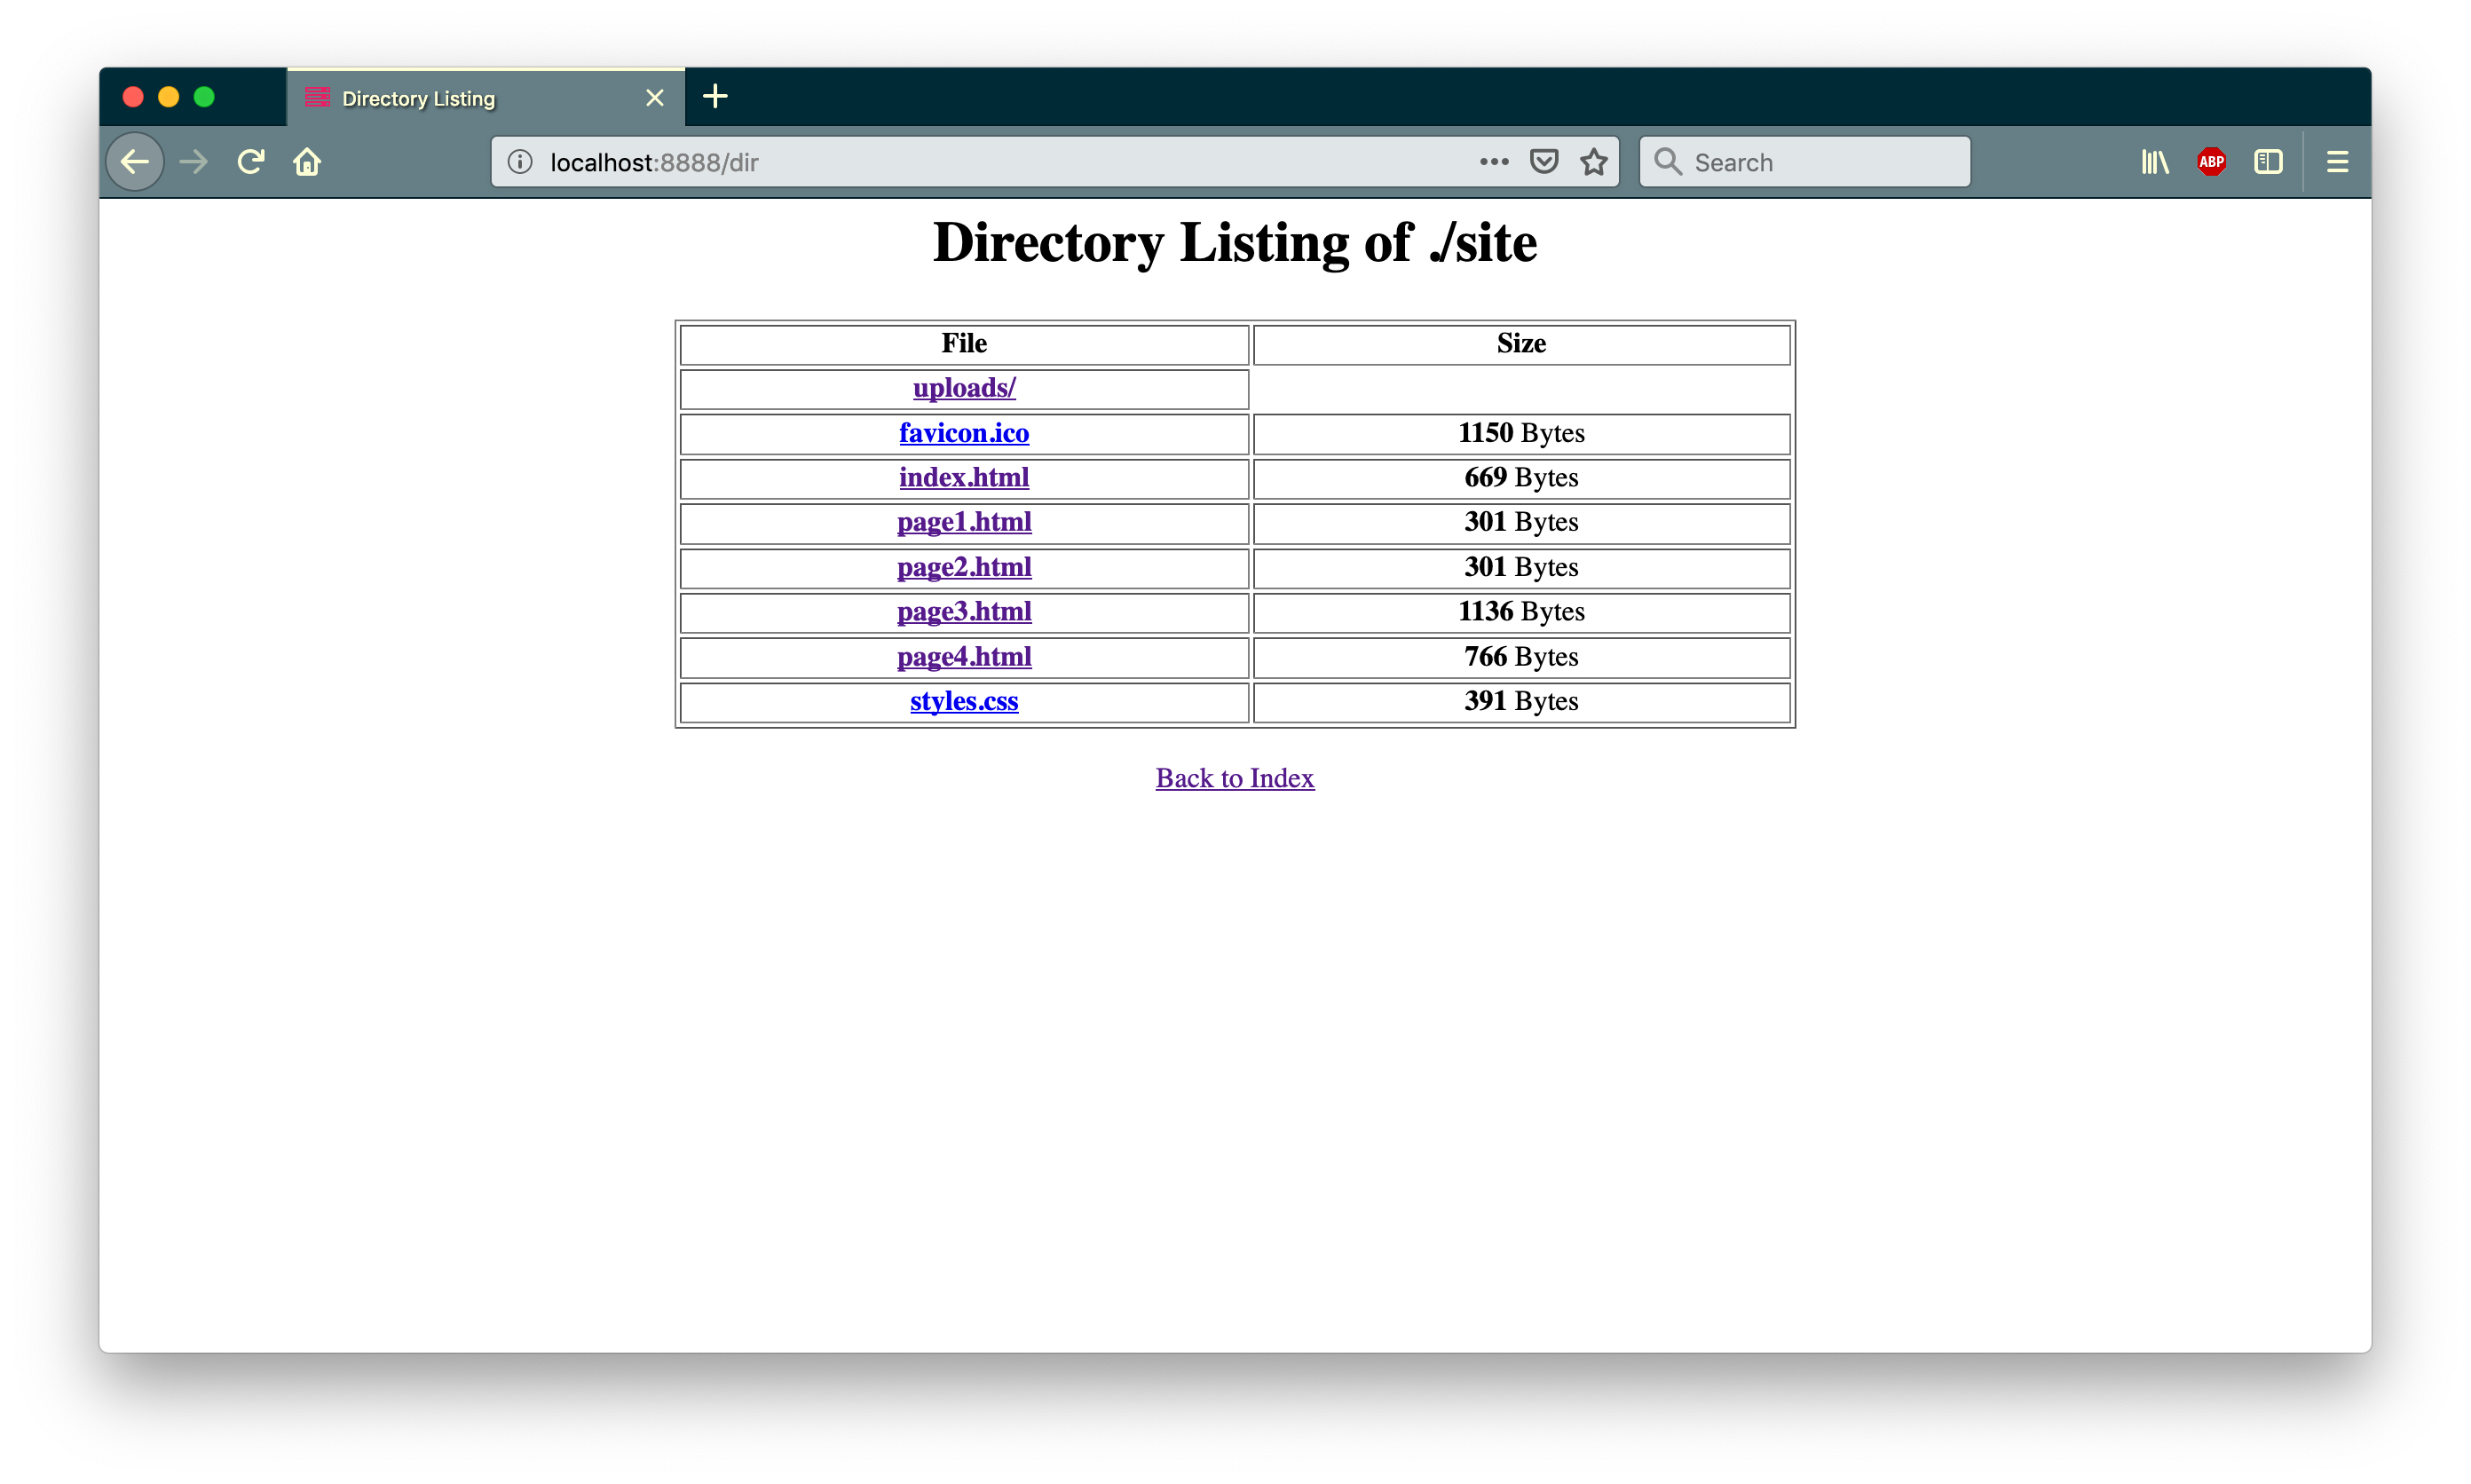 Directory Listing
localhost:8888/dir
Search
ABP
Directory Listing of ./site
File Size
uploads/
favicon.ico 1150 Bytes
index.html 669 Bytes
page1.html 301 Bytes
page2.html 301 Bytes
page3.html 1136 Bytes
page4.html 766 Bytes
styles.css 391 Bytes
Back to Index